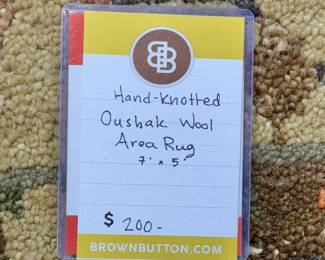 BB
Hand-Knotted
Oushak Wool
Area Rug
7' x 5'
$ 200-
BROWNBUTTON.COM